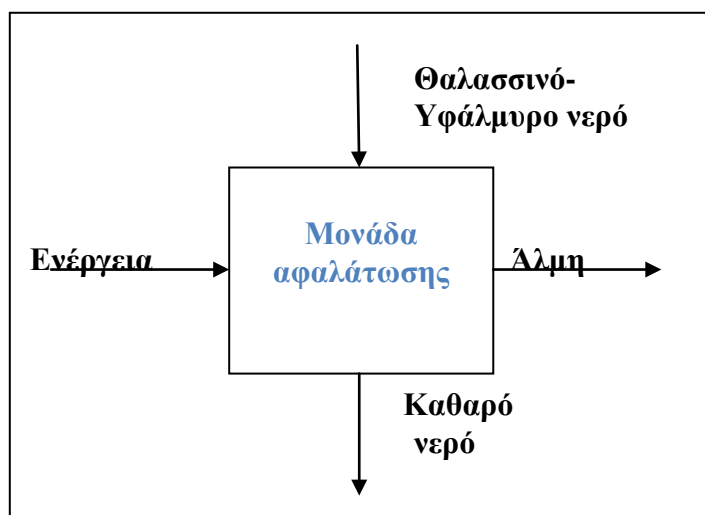 Θαλασσινό-
Υφάλμυρο νερό
Μονάδα
αφαλάτωσης
Ενέργεια
Άλμη
Καθαρό
νερό